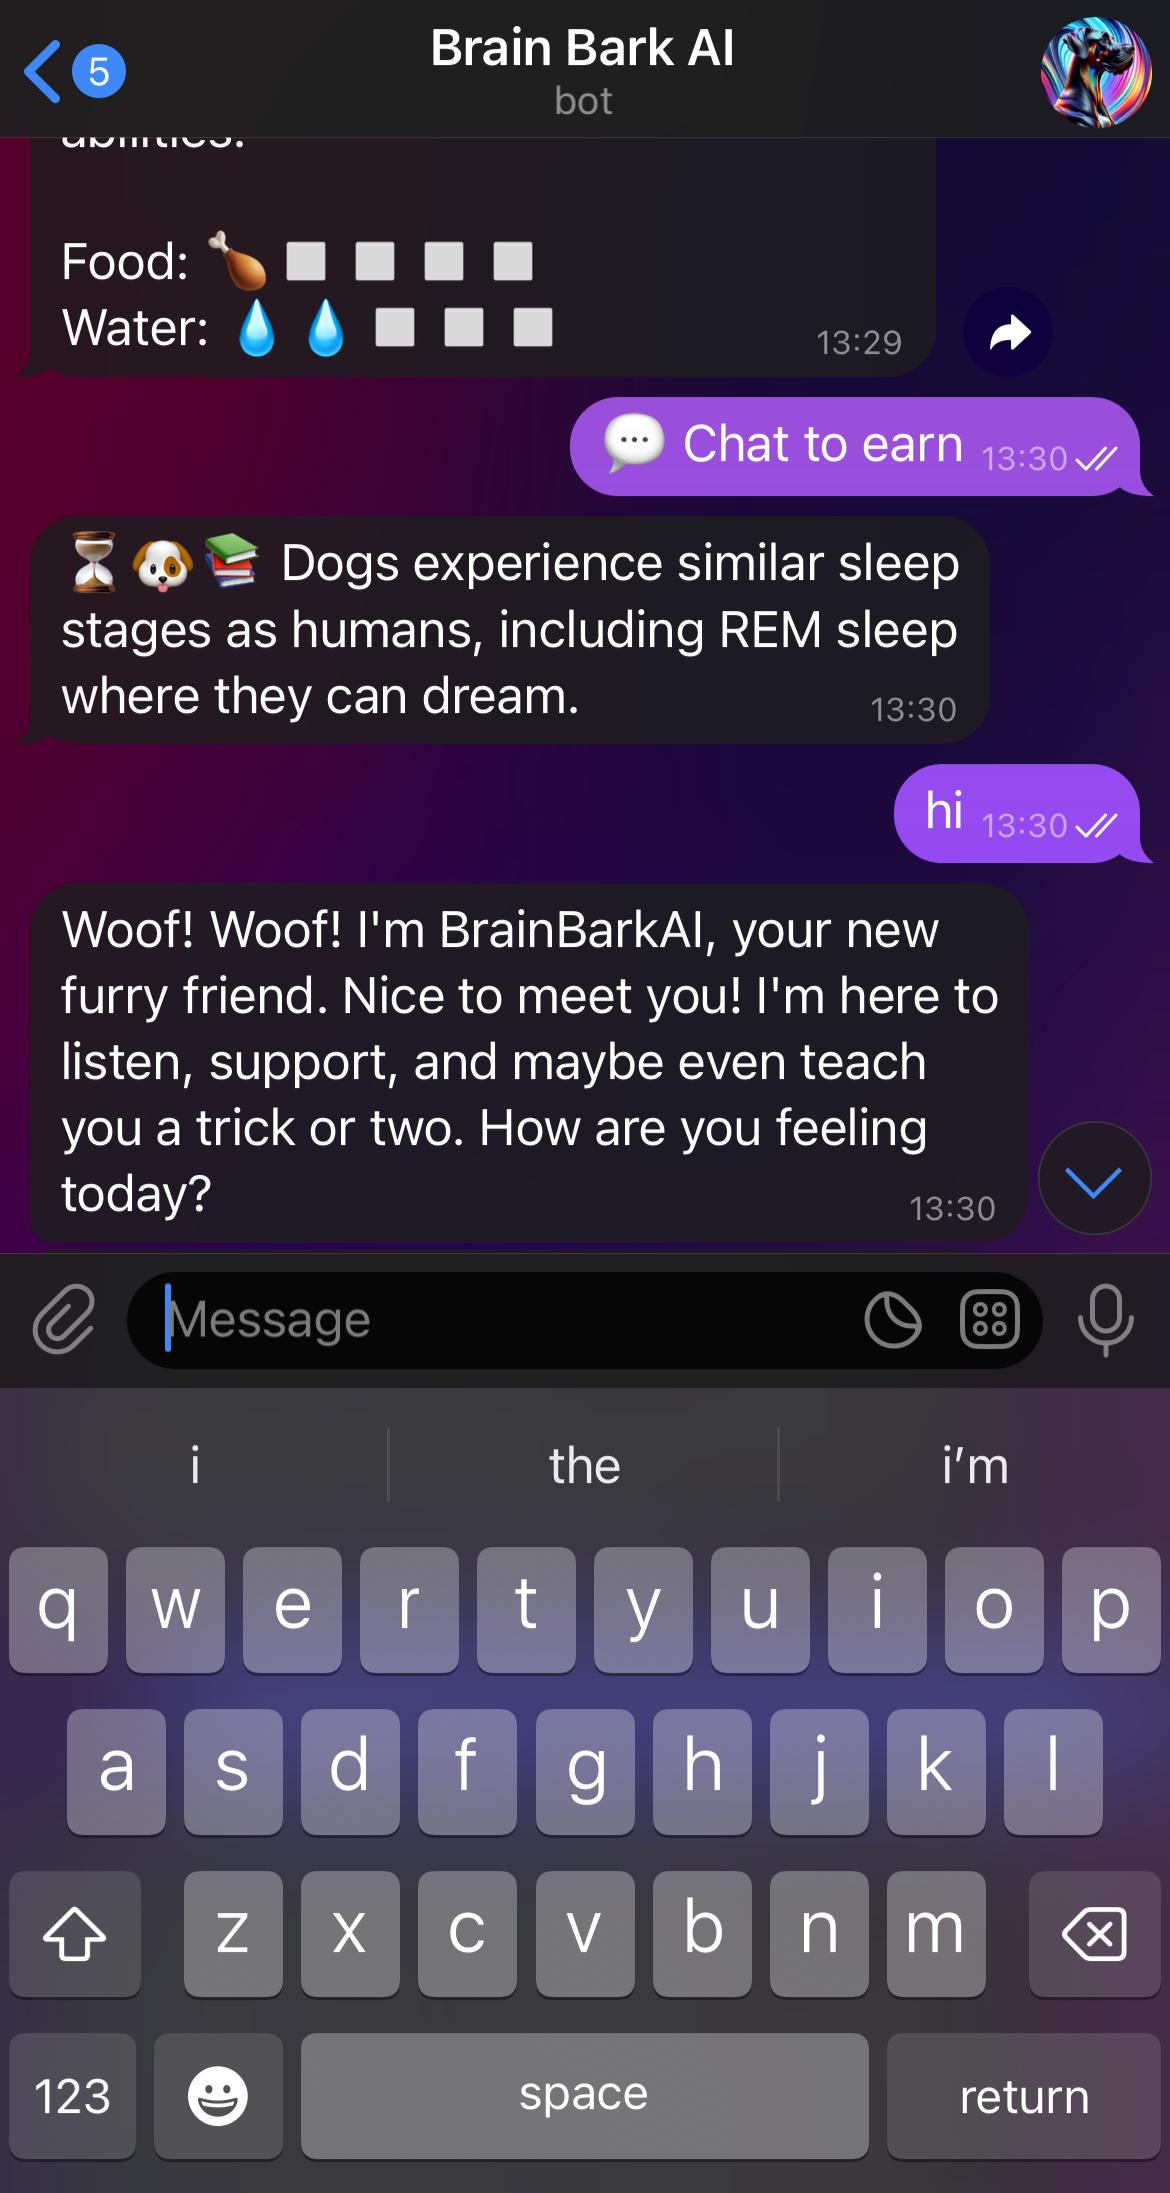 5
Brain Bark AI
bot
abilities.
Food: 🍗 ⬜ ⬜ ⬜ ⬜
Water: 💧 💧 ⬜ ⬜ ⬜
13:29
💬 Chat to earn 13:30
⏳🐶📚 Dogs experience similar sleep
stages as humans, including REM sleep
where they can dream.
13:30
hi 13:30
Woof! Woof! I'm BrainBarkAI, your new
furry friend. Nice to meet you! I'm here to
listen, support, and maybe even teach
you a trick or two. How are you feeling
today?
13:30
Message
i the i'm
q w e r t y u i o p
a s d f g h j k l
z x c v b n m
123 space return